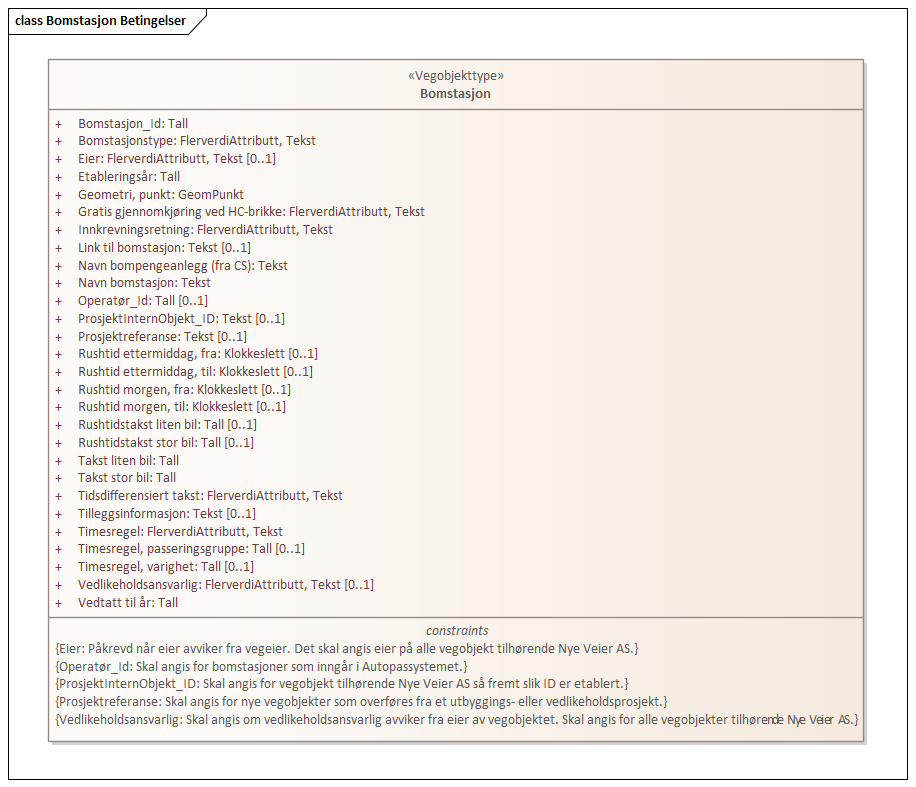 class Bomstasjon Betingelser
«Vegobjekttype»
Bomstasjon
+ Bomstasjon_Id: Tall
+ Bomstasjonstype: FlerverdiAttributt, Tekst
+ Eier: FlerverdiAttributt, Tekst [0..1]
+ Etableringsår: Tall
+ Geometri, punkt: GeomPunkt
+ Gratis gjennomkjøring ved HC-brikke: FlerverdiAttributt, Tekst
+ Innkrevningsretning: FlerverdiAttributt, Tekst
+ Link til bomstasjon: Tekst [0..1]
+ Navn bompengeanlegg (fra CS): Tekst
+ Navn bomstasjon: Tekst
+ Operatør_Id: Tall [0..1]
+ ProsjektInternObjekt_ID: Tekst [0..1]
+ Prosjektreferanse: Tekst [0..1]
+ Rushtid ettermiddag, fra: Klokkeslett [0..1]
+ Rushtid ettermiddag, til: Klokkeslett [0..1]
+ Rushtid morgen, fra: Klokkeslett [0..1]
+ Rushtid morgen, til: Klokkeslett [0..1]
+ Rushtidstakst liten bil: Tall [0..1]
+ Rushtidstakst stor bil: Tall [0..1]
+ Takst liten bil: Tall
+ Takst stor bil: Tall
+ Tidsdifferensiert takst: FlerverdiAttributt, Tekst
+ Tilleggsinformasjon: Tekst [0..1]
+ Timesregel: FlerverdiAttributt, Tekst
+ Timesregel, passeringsgruppe: Tall [0..1]
+ Timesregel, varighet: Tall [0..1]
+ Vedlikeholdsansvarlig: FlerverdiAttributt, Tekst [0..1]
+ Vedtatt til år: Tall
constraints
{Eier: Påkrevd når eier avviker fra vegeier. Det skal angis eier på alle vegobjekt tilhørende Nye Veier AS.}
{Operatør_Id: Skal angis for bomstasjoner som inngår i Autopassystemet.}
{ProsjektInternObjekt_ID: Skal angis for vegobjekt tilhørende Nye Veier AS så fremt slik ID er etablert.}
{Prosjektreferanse: Skal angis for nye vegobjekter som overføres fra et utbyggings- eller vedlikeholdsprosjekt.}
{Vedlikeholdsansvarlig: Skal angis om vedlikeholdsansvarlig avviker fra eier av vegobjektet. Skal angis for alle vegobjekter tilhørende Nye Veier AS.}